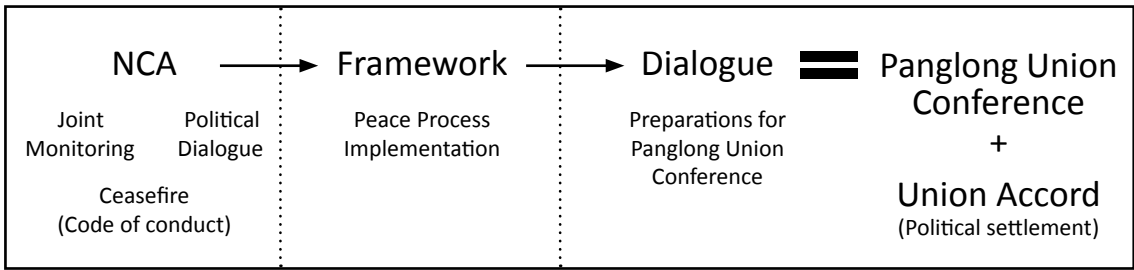 NCA
Joint
Monitoring
Political
Dialogue
Ceasefire
(Code of conduct)
Framework
Peace Process
Implementation
Dialogue
Preparations for
Panglong Union
Conference
Panglong Union
Conference
+
Union Accord
(Political settlement)